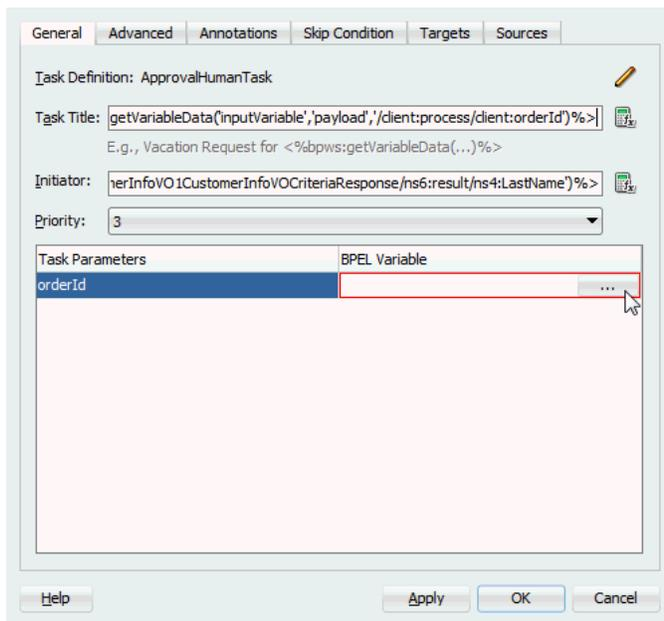 General Advanced Annotations Skip Condition Targets Sources
Task Definition: ApprovalHumanTask
Task Title: getVariableData('inputVariable','payload','/client:process/client:orderId')%>
E.g., Vacation Request for <%bpws:getVariableData(...)%>
Initiator: nerInfoVO1CustomerInfoVOCriteriaResponse/ns6:result/ns4:LastName')%>
Priority: 3
Task Parameters BPEL Variable
orderId ...
Help Apply OK Cancel